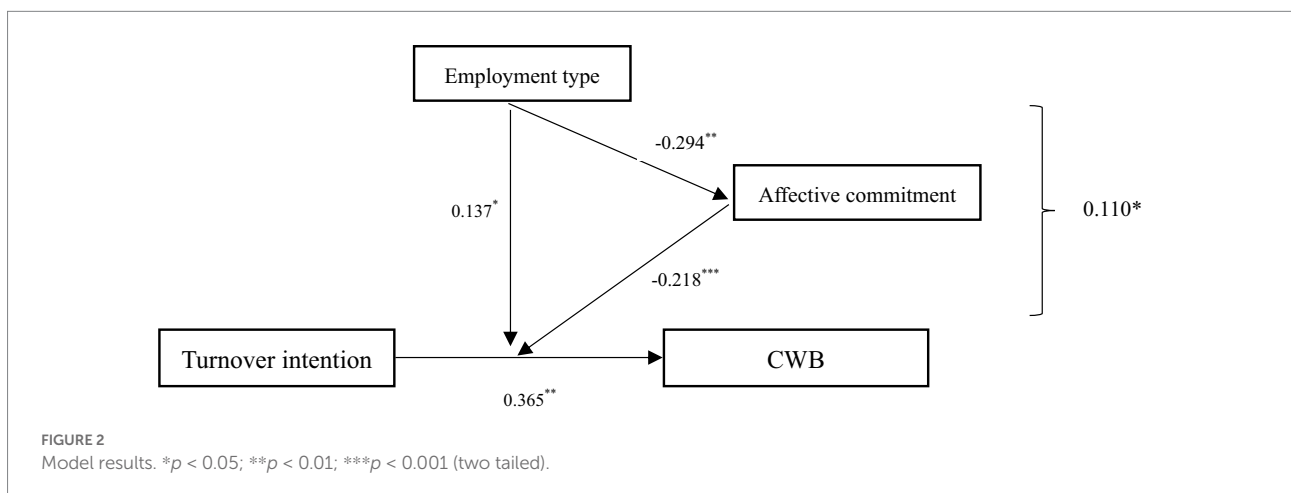 Employment type
-0.294**
Affective commitment
0.137*
0.110*
-0.218***
Turnover intention
CWB
0.365**
FIGURE 2
Model results. *p < 0.05; **p < 0.01; ***p < 0.001 (two tailed).